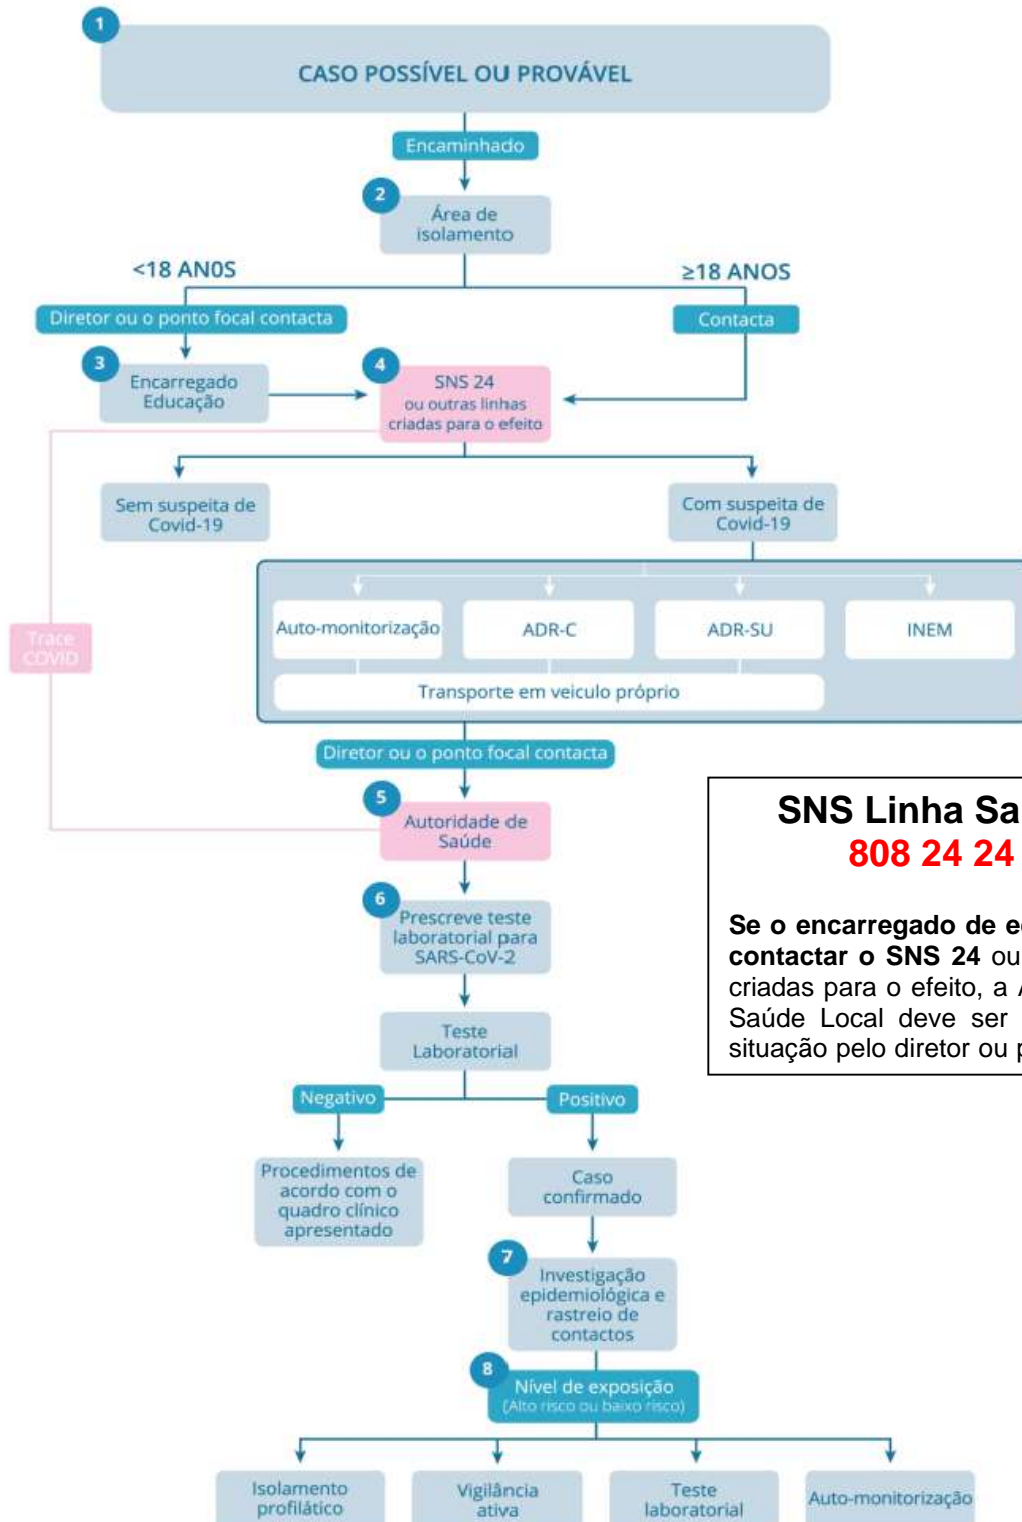 1
CASO POSSÍVEL OU PROVÁVEL
Encaminhado
2
Área de
isolamento
<18 AN0S
≥18 ANOS
Diretor ou o ponto focal contacta
Contacta
3
Encarregado
Educação
4
SNS 24
ou outras linhas
criadas para o efeito
Sem suspeita de
Covid-19
Com suspeita de
Covid-19
Trace
COVID
Auto-monitorização
ADR-C
ADR-SU
INEM
Transporte em veiculo próprio
Diretor ou o ponto focal contacta
5
Autoridade de
Saúde
SNS Linha Sa
808 24 24
Se o encarregado de e
contactar o SNS 24 ou
criadas para o efeito, a
Saúde Local deve ser
situação pelo diretor ou p
6
Prescreve teste
laboratorial para
SARS-CoV-2
Teste
Laboratorial
Negativo
Positivo
Procedimentos de
acordo com o
quadro clínico
apresentado
Caso
confirmado
7
Investigação
epidemiológica e
rastreio de
contactos
8
Nível de exposição
(Alto risco ou baixo risco)
Isolamento
profilático
Vigilância
ativa
Teste
laboratorial
Auto-monitorização